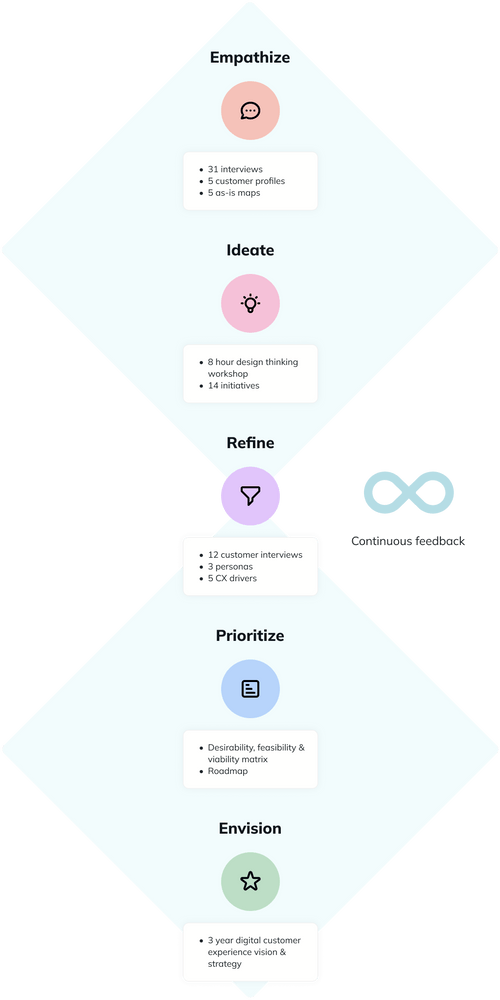 Empathize
• 31 interviews
• 5 customer profiles
• 5 as-is maps
Ideate
• 8 hour design thinking
workshop
• 14 initiatives
Refine
• 12 customer interviews
• 3 personas
• 5 CX drivers
Continuous feedback
Prioritize
• Desirability, feasibility &
viability matrix
• Roadmap
Envision
• 3 year digital customer
experience vision &
strategy